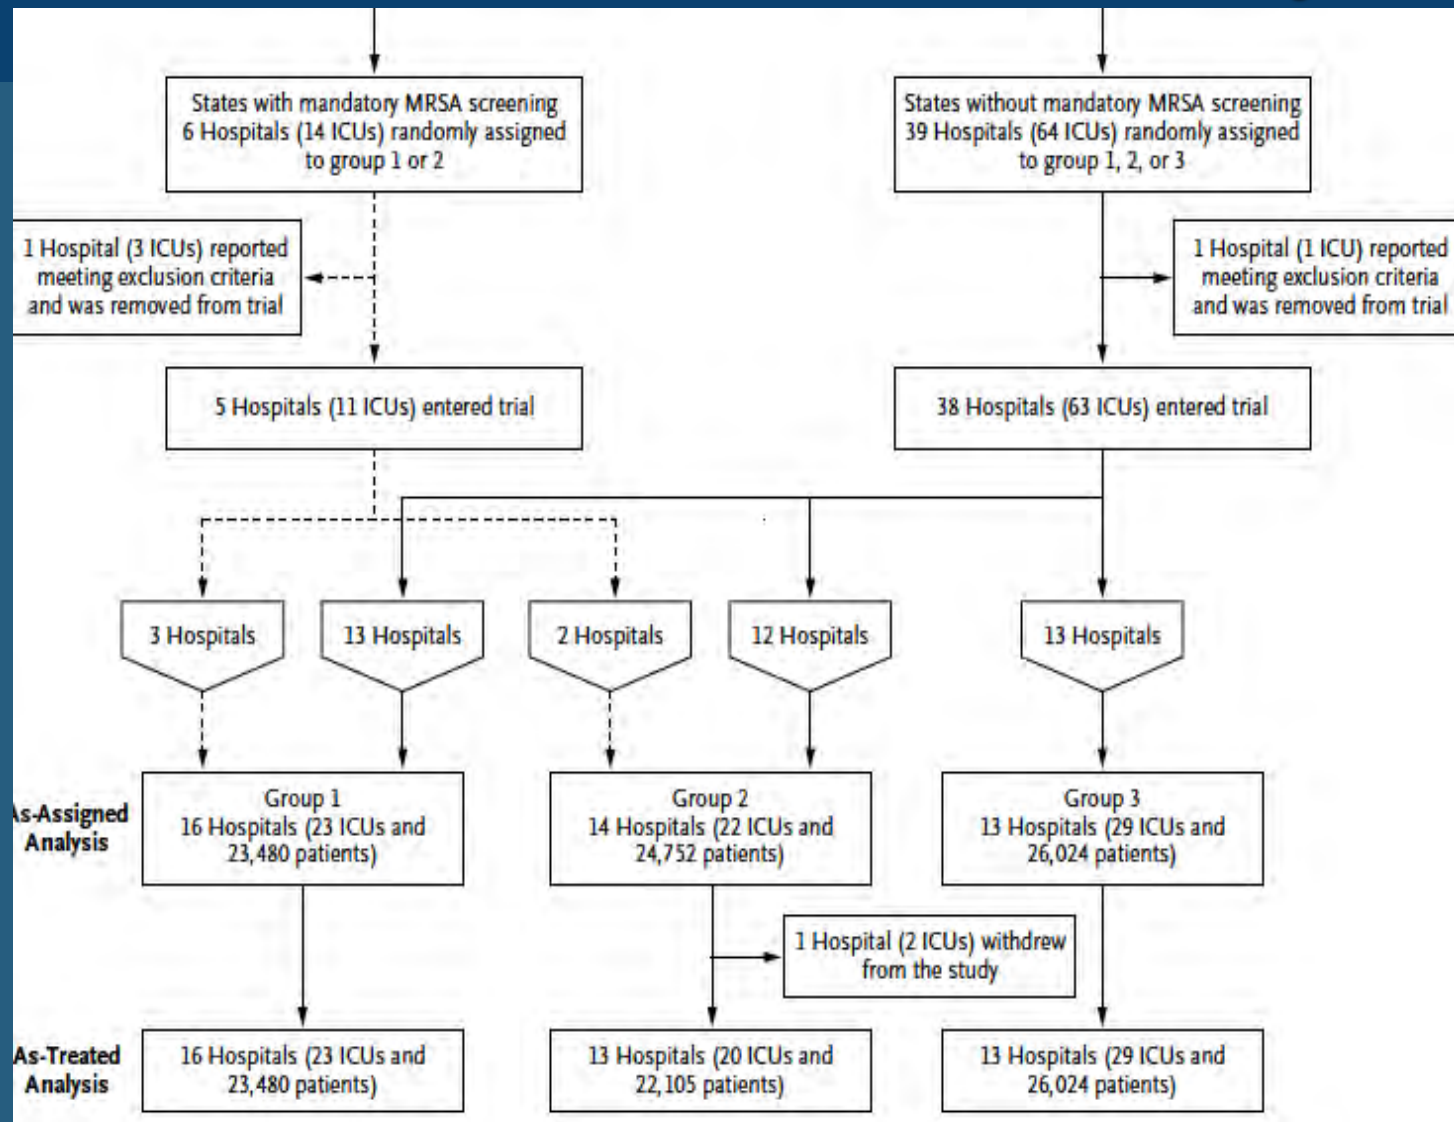 States with mandatory MRSA screening
6 Hospitals (14 ICUs) randomly assigned
to group 1 or 2
States without mandatory MRSA screening
39 Hospitals (64 ICUs) randomly assigned
to group 1, 2, or 3
1 Hospital (3 ICUs) reported
meeting exclusion criteria
and was removed from trial
1 Hospital (1 ICU) reported
meeting exclusion criteria
and was removed from trial
5 Hospitals (11 ICUs) entered trial
38 Hospitals (63 ICUs) entered trial
3 Hospitals
13 Hospitals
2 Hospitals
12 Hospitals
13 Hospitals
As-Assigned
Analysis
Group 1
16 Hospitals (23 ICUs and
23,480 patients)
Group 2
14 Hospitals (22 ICUs and
24,752 patients)
Group 3
13 Hospitals (29 ICUs and
26,024 patients)
1 Hospital (2 ICUs) withdrew
from the study
As-Treated
Analysis
16 Hospitals (23 ICUs and
23,480 patients)
13 Hospitals (20 ICUs and
22,105 patients)
13 Hospitals (29 ICUs and
26,024 patients)